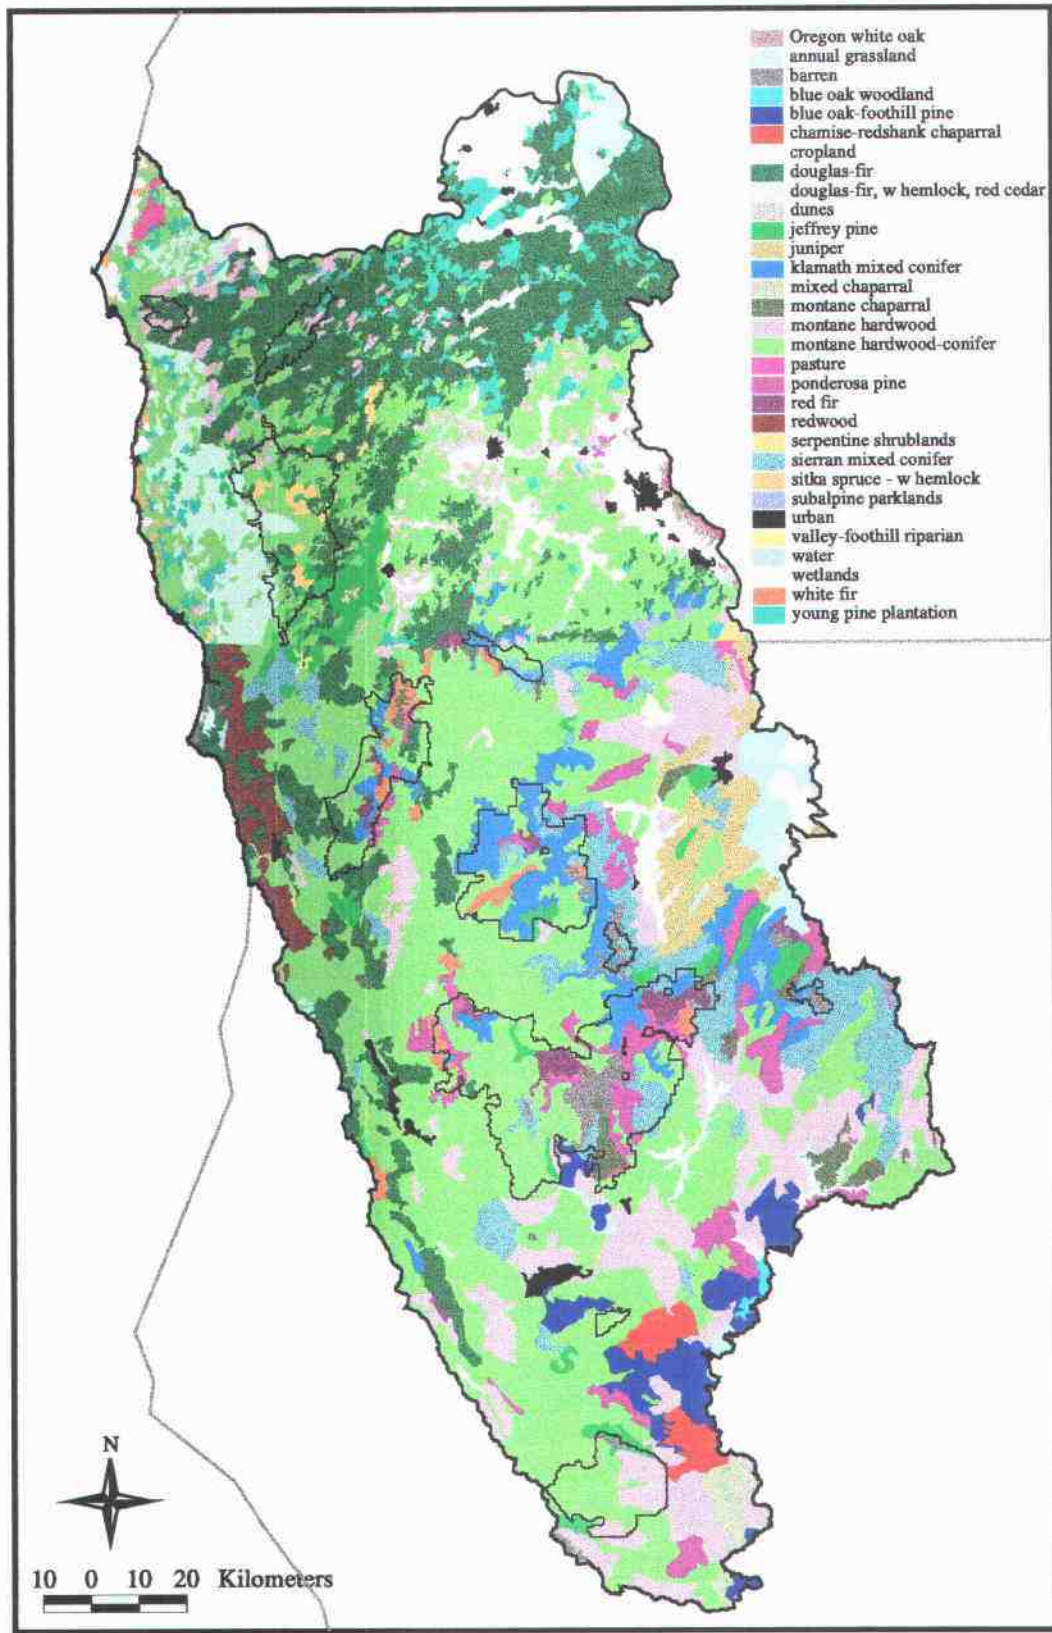 Oregon white oak
annual grassland
barren
blue oak woodland
blue oak-foothill pine
chamise-redshank chaparral
cropland
douglas-fir
douglas-fir, w hemlock, red cedar
dunes
jeffrey pine
juniper
klamath mixed conifer
mixed chaparral
montane chaparral
montane hardwood
montane hardwood-conifer
pasture
ponderosa pine
red fir
redwood
serpentine shrublands
sierran mixed conifer
sitka spruce - w hemlock
subalpine parklands
urban
valley-foothill riparian
water
wetlands
white fir
young pine plantation
N
10 0 10 20 Kilometers